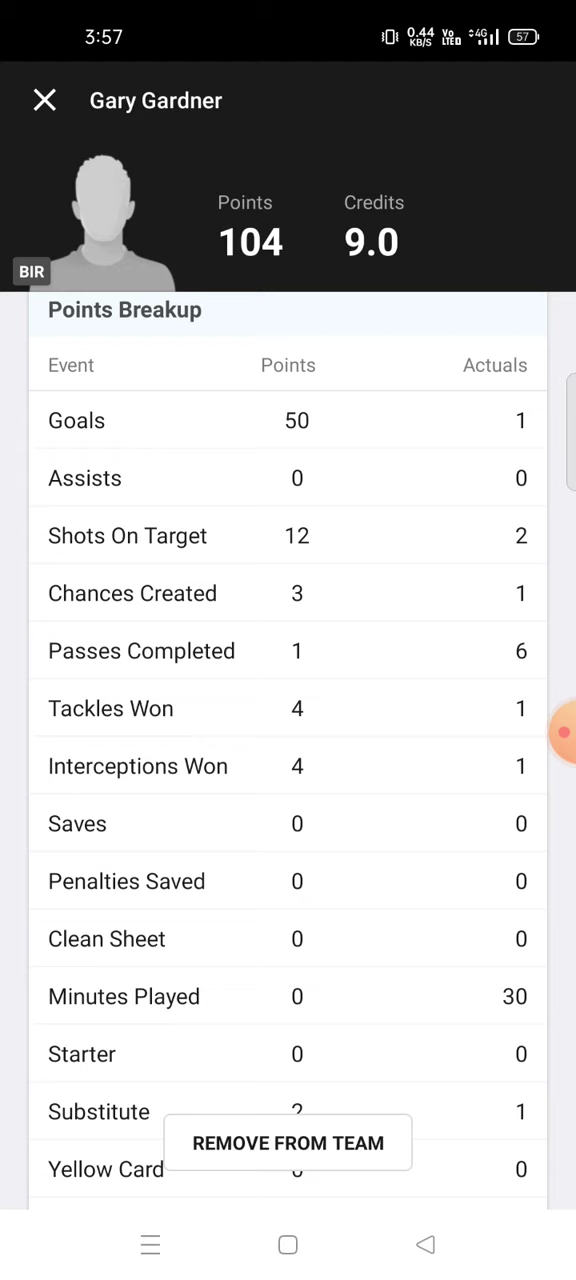 3:57 0.44 KB/S Vo LTED 4G 57
Gary Gardner
Points Credits
104 9.0
BIR
Points Breakup
Event Points Actuals
Goals 50 1
Assists 0 0
Shots On Target 12 2
Chances Created 3 1
Passes Completed 1 6
Tackles Won 4 1
Interceptions Won 4 1
Saves 0 0
Penalties Saved 0 0
Clean Sheet 0 0
Minutes Played 0 30
Starter 0 0
Substitute 2 1
REMOVE FROM TEAM
Yellow Card 0 0